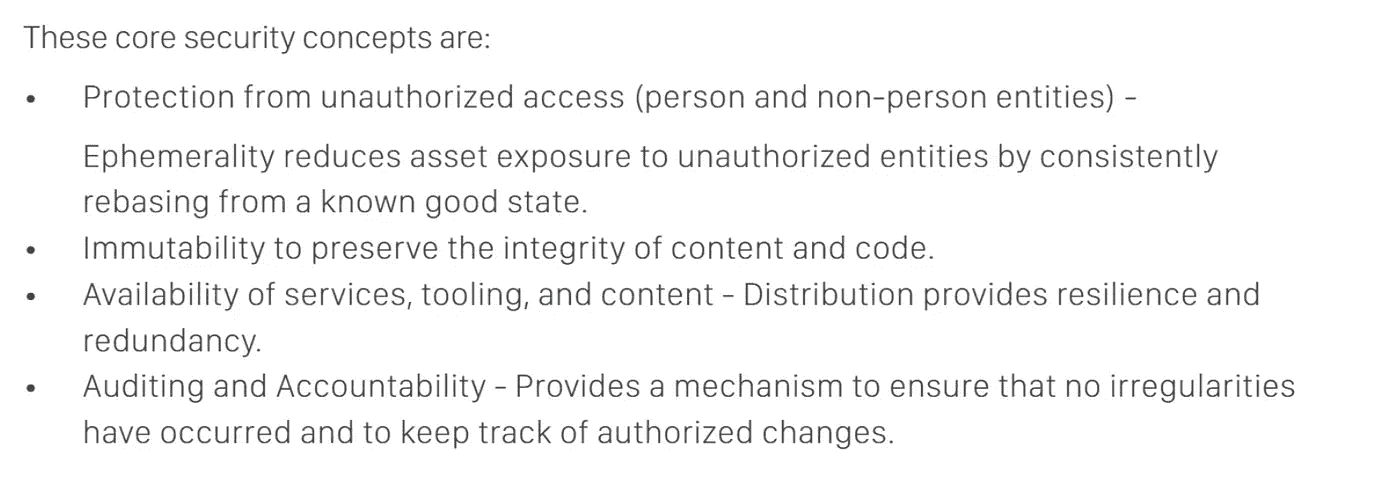 These core security concepts are:
• Protection from unauthorized access (person and non-person entities) –
Ephemerality reduces asset exposure to unauthorized entities by consistently
rebasing from a known good state.
• Immutability to preserve the integrity of content and code.
• Availability of services, tooling, and content – Distribution provides resilience and
redundancy.
• Auditing and Accountability – Provides a mechanism to ensure that no irregularities
have occurred and to keep track of authorized changes.